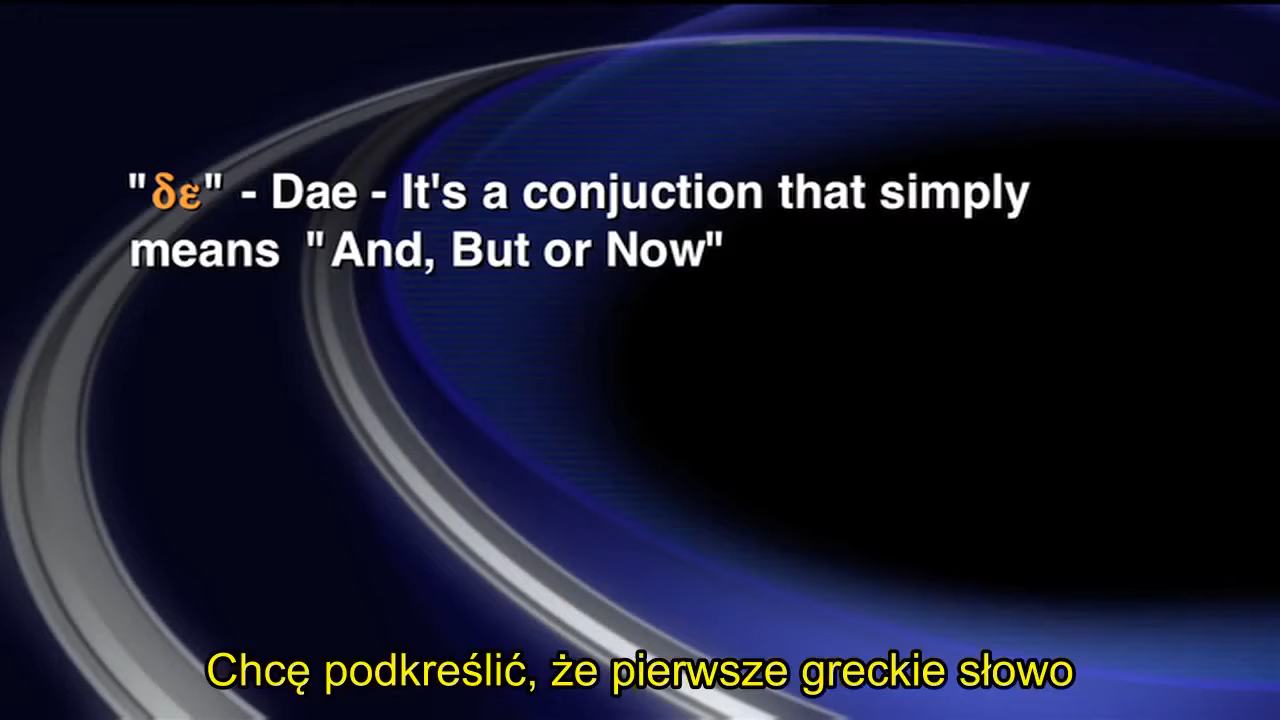 "δε" - Dae - It's a conjuction that simply
means "And, But or Now"
Chcę podkreślić, że pierwsze greckie słowo